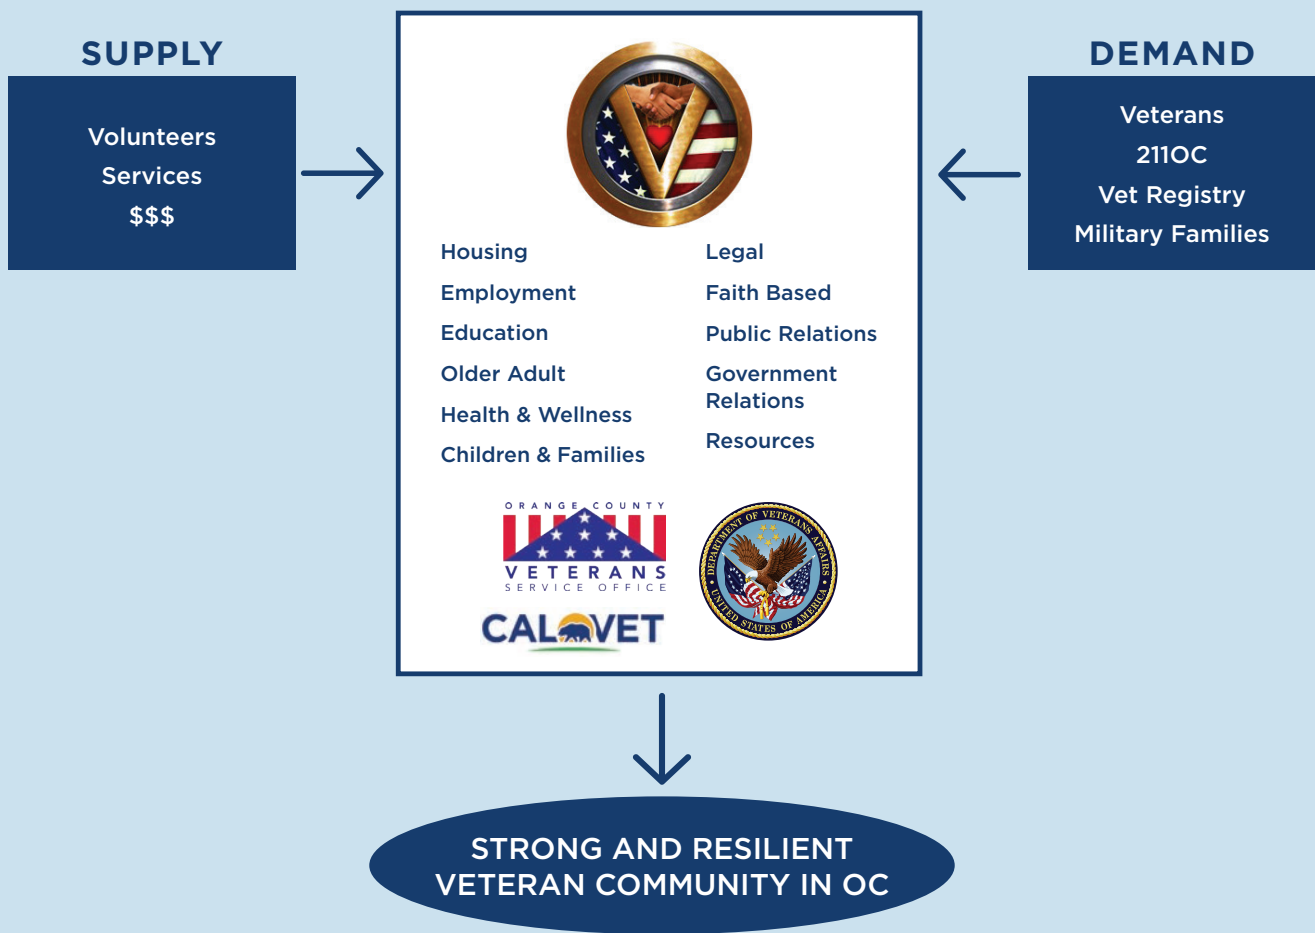 SUPPLY
Volunteers
Services
$$$
Housing
Employment
Education
Older Adult
Health & Wellness
Children & Families
Legal
Faith Based
Public Relations
Government
Relations
Resources
ORANGE COUNTY
VETERANS
SERVICE OFFICE
CALVET
DEPARTMENT OF VETERANS AFFAIRS
UNITED STATES OF AMERICA
DEMAND
Veterans
211OC
Vet Registry
Military Families
STRONG AND RESILIENT
VETERAN COMMUNITY IN OC